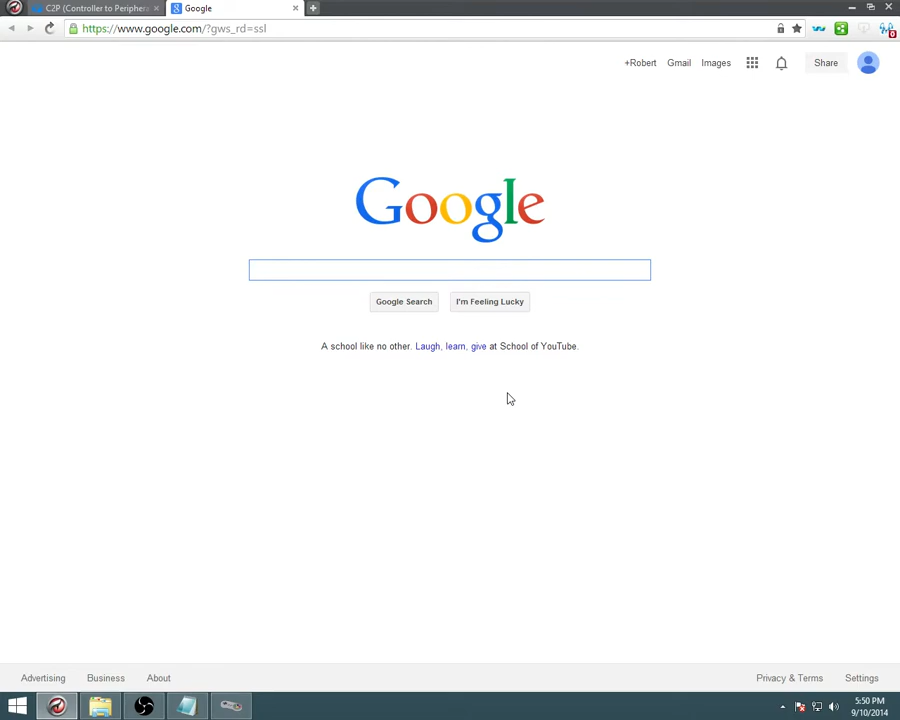 C2P (Controller to Periphera
Google
https://www.google.com/?gws_rd=ssl
+Robert Gmail Images Share
Google
Google Search I'm Feeling Lucky
A school like no other. Laugh, learn, give at School of YouTube.
Advertising Business About Privacy & Terms Settings
5:50 PM
9/10/2014